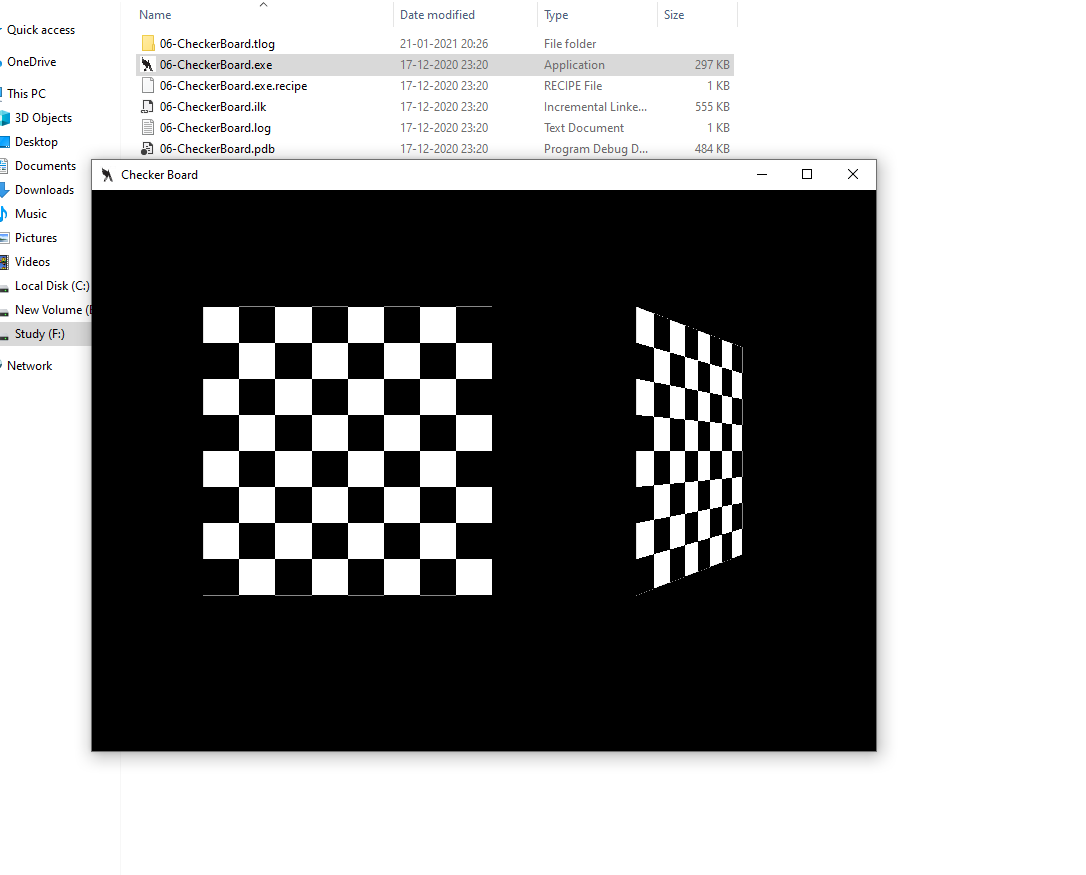 Name Date modified Type Size
Quick access
OneDrive
This PC
3D Objects
Desktop
Documents
Downloads
Music
Pictures
Videos
Local Disk (C:)
New Volume (
Study (F:)
Network
06-CheckerBoard.tlog 21-01-2021 20:26 File folder
06-CheckerBoard.exe 17-12-2020 23:20 Application 297 KB
06-CheckerBoard.exe.recipe 17-12-2020 23:20 RECIPE File 1 KB
06-CheckerBoard.ilk 17-12-2020 23:20 Incremental Linke... 555 KB
06-CheckerBoard.log 17-12-2020 23:20 Text Document 1 KB
06-CheckerBoard.pdb 17-12-2020 23:20 Program Debug D... 484 KB
Checker Board